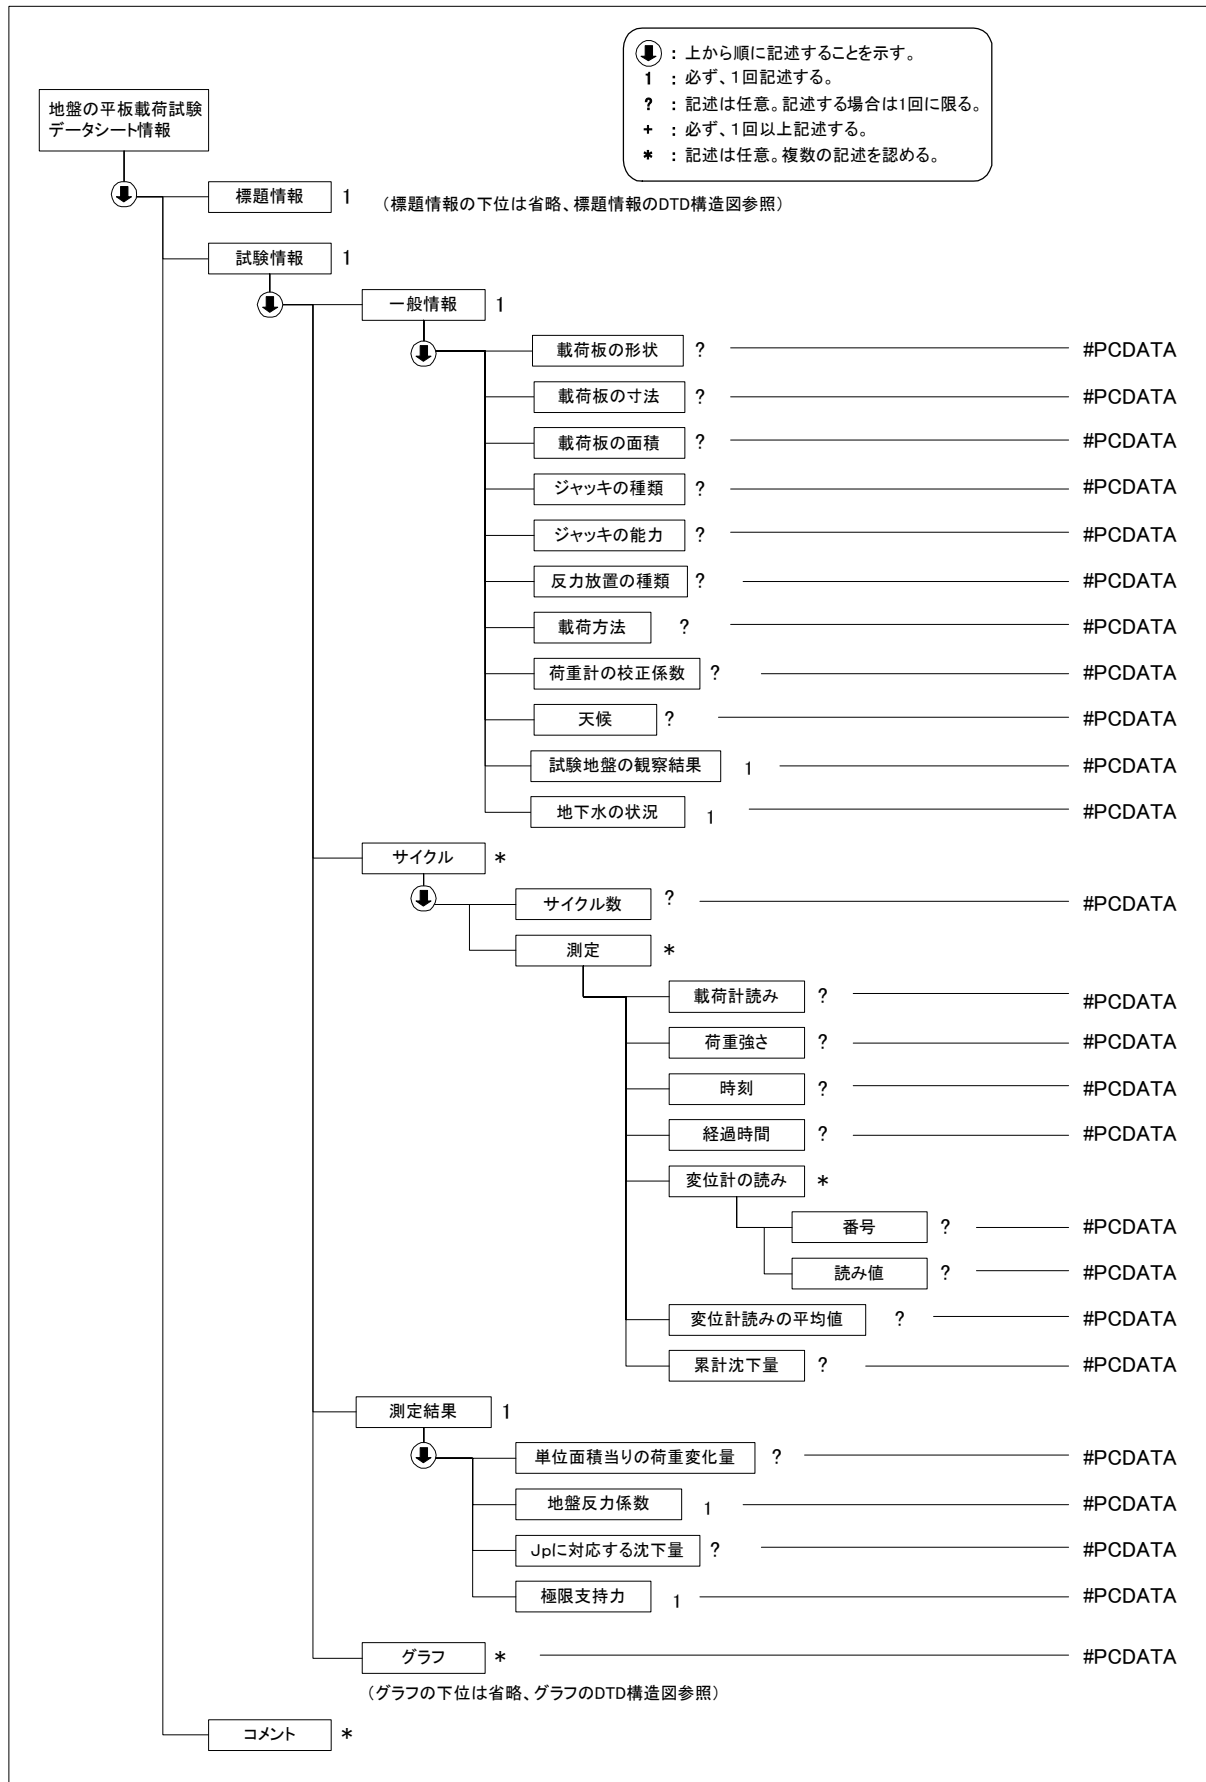 : 上から順に記述することを示す。
1 : 必ず、1回記述する。
? : 記述は任意。記述する場合は1回に限る。
+ : 必ず、1回以上記述する。
* : 記述は任意。複数の記述を認める。
地盤の平板載荷試験
データシート情報
標題情報 1 (標題情報の下位は省略、標題情報のDTD構造図参照)
試験情報 1
一般情報 1
載荷板の形状 ? #PCDATA
載荷板の寸法 ? #PCDATA
載荷板の面積 ? #PCDATA
ジャッキの種類 ? #PCDATA
ジャッキの能力 ? #PCDATA
反力放置の種類 ? #PCDATA
載荷方法 ? #PCDATA
荷重計の校正係数 ? #PCDATA
天候 ? #PCDATA
試験地盤の観察結果 1 #PCDATA
地下水の状況 1 #PCDATA
サイクル *
サイクル数 ? #PCDATA
測定 *
載荷計読み ? #PCDATA
荷重強さ ? #PCDATA
時刻 ? #PCDATA
経過時間 ? #PCDATA
変位計の読み *
番号 ? #PCDATA
読み値 ? #PCDATA
変位計読みの平均値 ? #PCDATA
累計沈下量 ? #PCDATA
測定結果 1
単位面積当りの荷重変化量 ? #PCDATA
地盤反力係数 1 #PCDATA
Jpに対応する沈下量 ? #PCDATA
極限支持力 1 #PCDATA
グラフ * #PCDATA
(グラフの下位は省略、グラフのDTD構造図参照)
コメント *